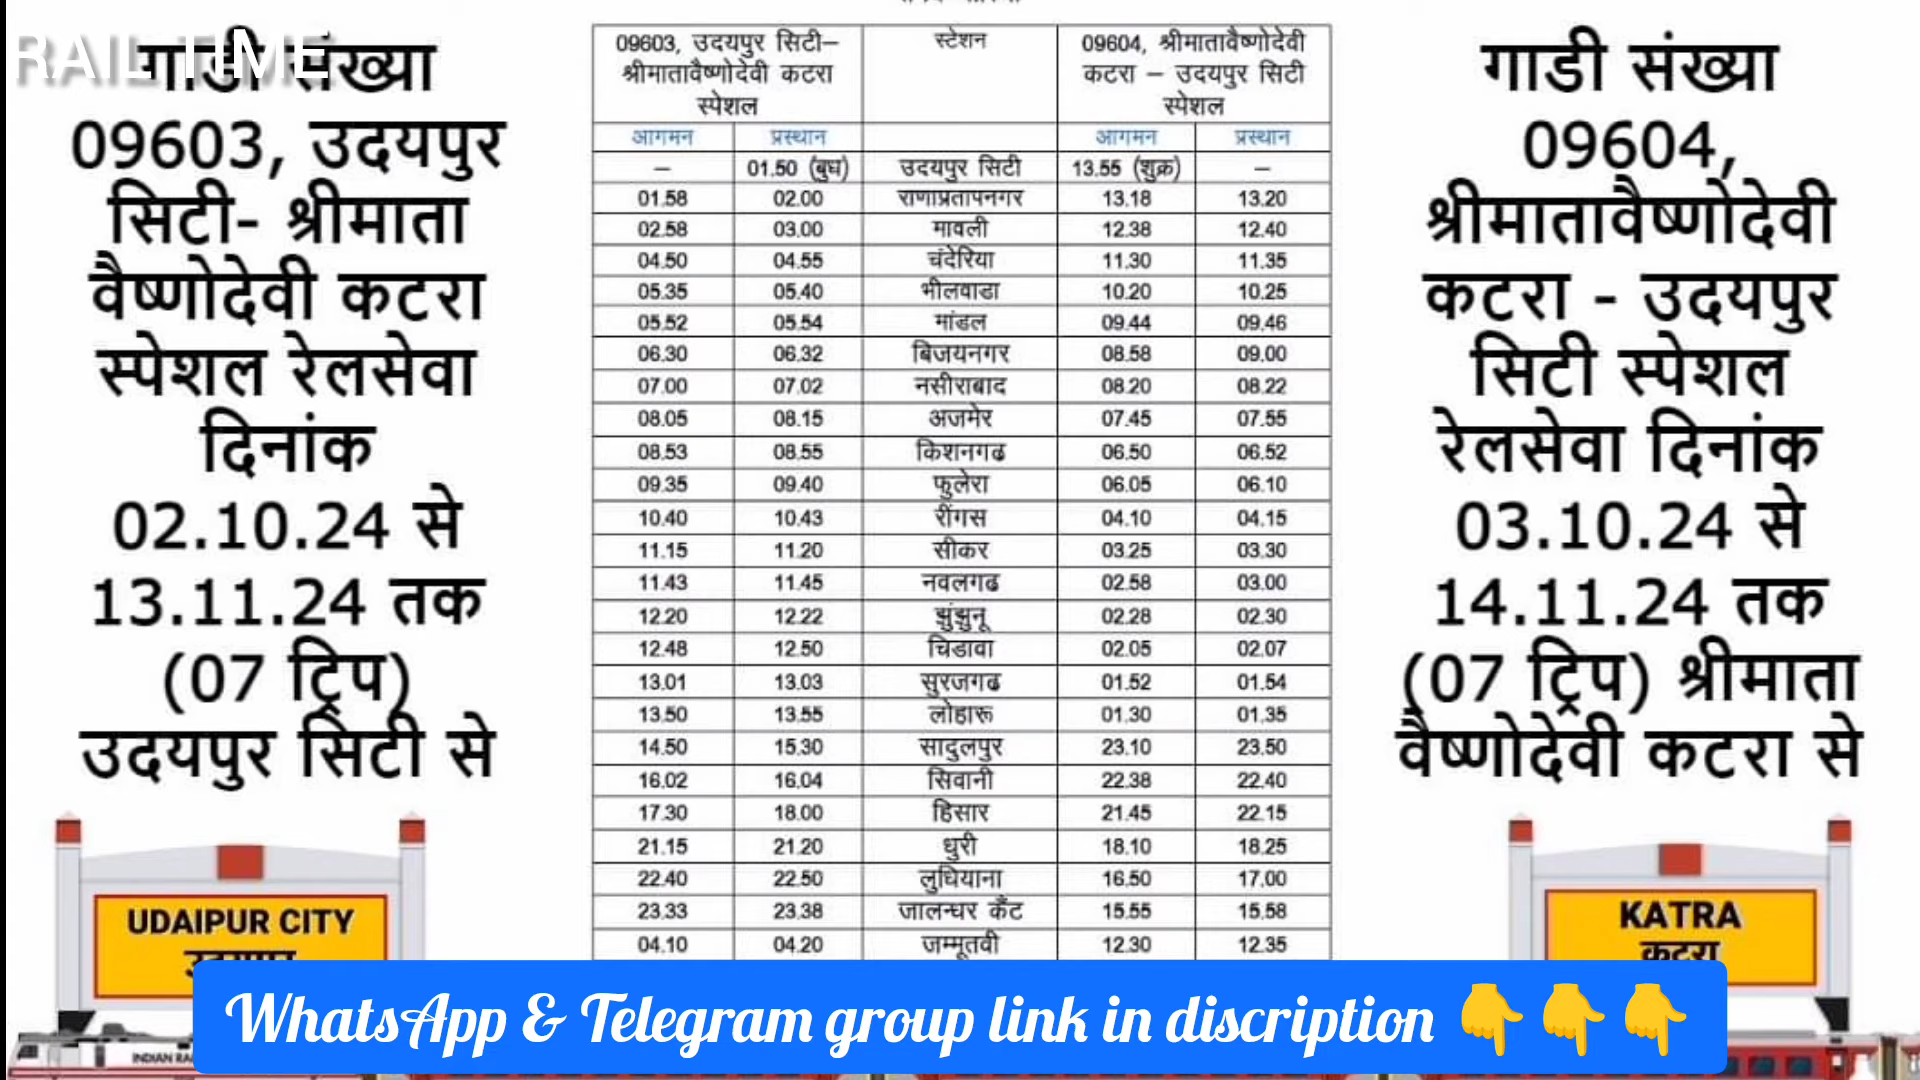 RAIL TIME
गाडी संख्या
09603, उदयपुर
सिटी- श्रीमाता
वैष्णोदेवी कटरा
स्पेशल रेलसेवा
दिनांक
02.10.24 से
13.11.24 तक
(07 ट्रिप)
उदयपुर सिटी से
09603, उदयपुर सिटी– श्रीमातावैष्णोदेवी कटरा स्पेशल | स्टेशन | 09604, श्रीमातावैष्णोदेवी कटरा – उदयपुर सिटी स्पेशल
आगमन प्रस्थान आगमन प्रस्थान
– 01.50 (बुध) उदयपुर सिटी 13.55 (शुक्र) –
01.58 02.00 राणाप्रतापनगर 13.18 13.20
02.58 03.00 मावली 12.38 12.40
04.50 04.55 चंदेरिया 11.30 11.35
05.35 05.40 भीलवाडा 10.20 10.25
05.52 05.54 मांडल 09.44 09.46
06.30 06.32 बिजयनगर 08.58 09.00
07.00 07.02 नसीराबाद 08.20 08.22
08.05 08.15 अजमेर 07.45 07.55
08.53 08.55 किशनगढ 06.50 06.52
09.35 09.40 फुलेरा 06.05 06.10
10.40 10.43 रींगस 04.10 04.15
11.15 11.20 सीकर 03.25 03.30
11.43 11.45 नवलगढ 02.58 03.00
12.20 12.22 झुंझुनू 02.28 02.30
12.48 12.50 चिडावा 02.05 02.07
13.01 13.03 सुरजगढ 01.52 01.54
13.50 13.55 लोहारू 01.30 01.35
14.50 15.30 सादुलपुर 23.10 23.50
16.02 16.04 सिवानी 22.38 22.40
17.30 18.00 हिसार 21.45 22.15
21.15 21.20 धुरी 18.10 18.25
22.40 22.50 लुधियाना 16.50 17.00
23.33 23.38 जालन्धर कैंट 15.55 15.58
04.10 04.20 जम्मूतवी 12.30 12.35
गाडी संख्या
09604,
श्रीमातावैष्णोदेवी
कटरा - उदयपुर
सिटी स्पेशल
रेलसेवा दिनांक
03.10.24 से
14.11.24 तक
(07 ट्रिप) श्रीमाता
वैष्णोदेवी कटरा से
UDAIPUR CITY
KATRA
कटरा
WhatsApp & Telegram group link in discription 👇👇👇